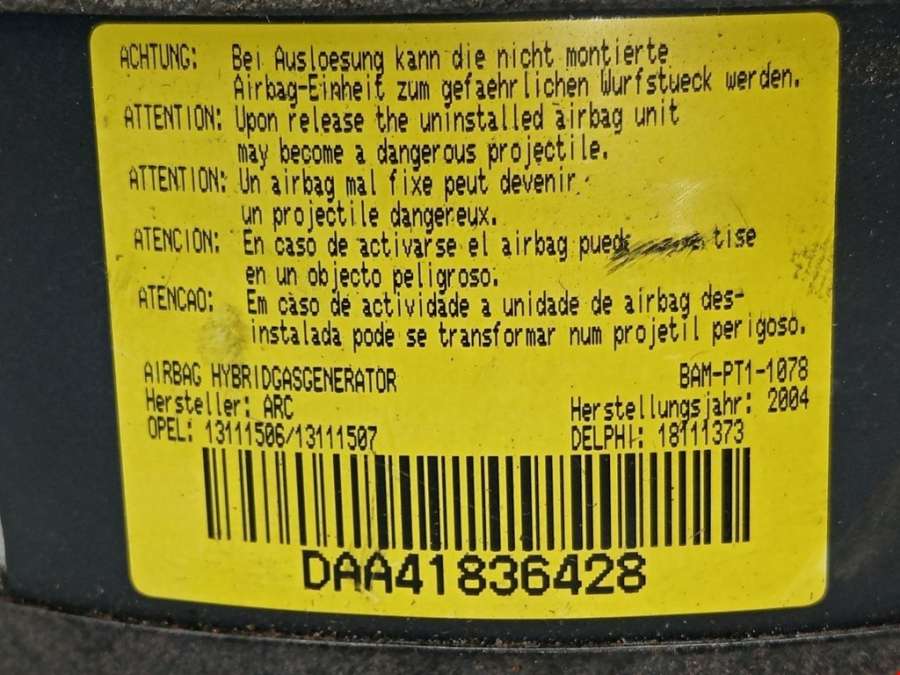 ACHTUNG: Bei Ausloesung kann die nicht montierte
Airbag-Einheit zum gefaehrlichen Wurfstueck werden.
ATTENTION: Upon release the uninstalled airbag unit
may become a dangerous projectile.
ATTENTION: Un airbag mal fixe peut devenir
un projectile dangereux.
ATENCION: En caso de activarse el airbag tise
en un objecto peligroso.
ATENCAO: Em caso de actividade a unidade de airbag des-
instalada pode se transformar num projetil perigoso.
AIRBAG HYBRIDGASGENERATOR BAM-PT1-1078
Hersteller: ARC Herstellungsjahr: 2004
OPEL: 13111506/13111507 DELPHI: 18111373
DAA41836428